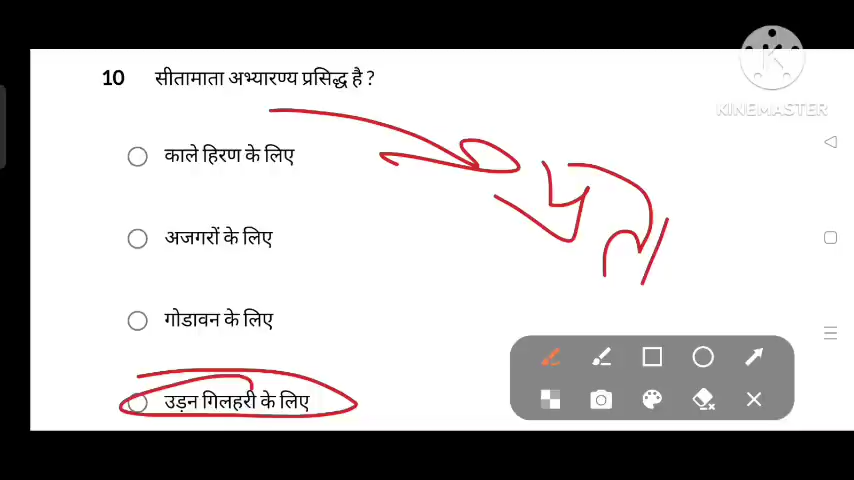 10 सीतामाता अभ्यारण्य प्रसिद्ध है ?
काले हिरण के लिए
अजगरों के लिए
गोडावन के लिए
उड़न गिलहरी के लिए
KINEMASTER